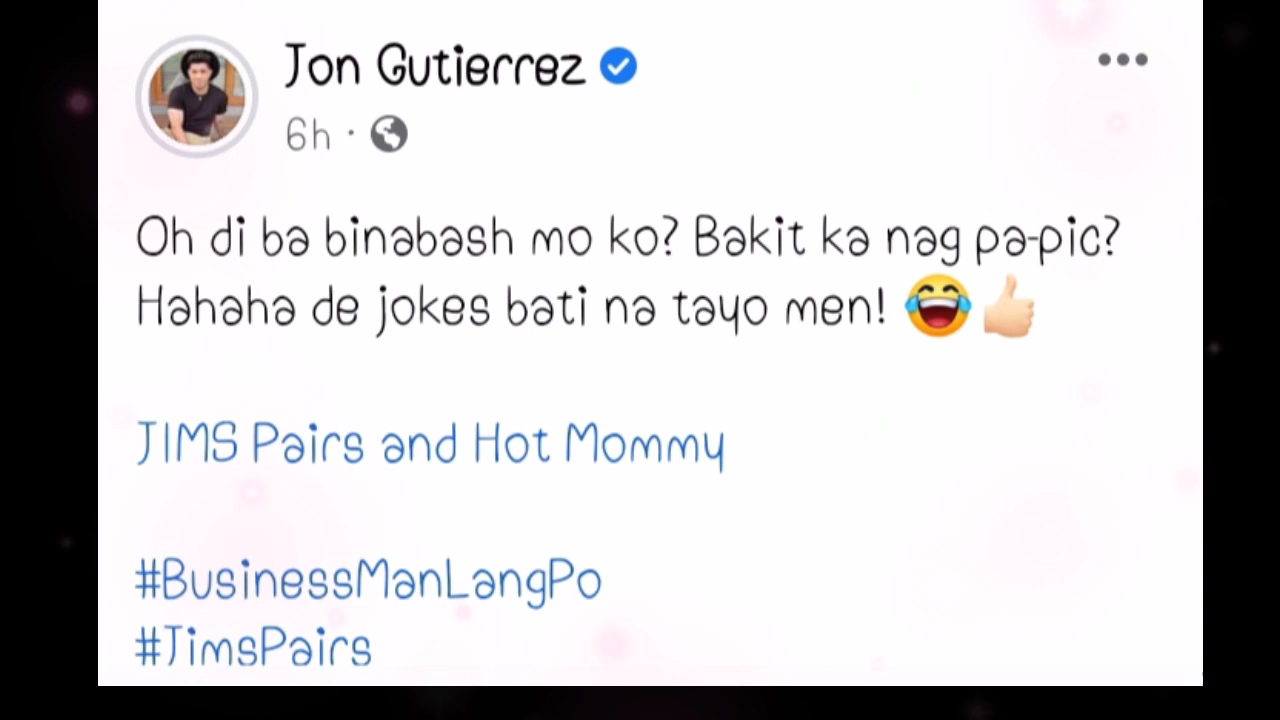 Jon Gutierrez
6h ·
Oh di ba binabash mo ko? Bakit ka nag pa-pic?
Hahaha de jokes bati na tayo men! 😂👍🏻
JIMS Pairs and Hot Mommy
#BusinessManLangPo
#JimsPairs